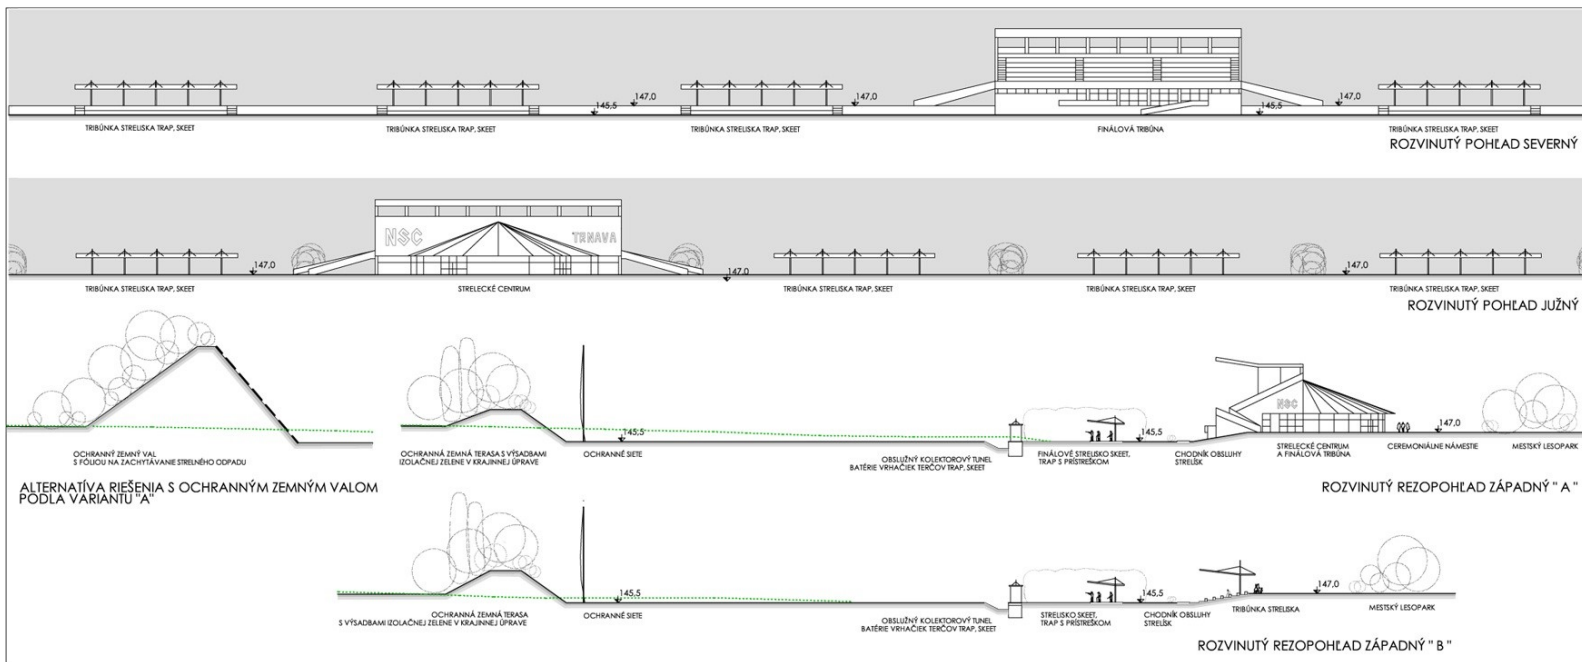 147,0
147,0
147,0
145,5
145,5
TRIBÚNKA STRELISKA TRAP, SKEET
TRIBÚNKA STRELISKA TRAP, SKEET
TRIBÚNKA STRELISKA TRAP, SKEET
FINÁLOVÁ TRIBÚNA
TRIBÚNKA STRELISKA TRAP, SKEET
ROZVINUTÝ POHĽAD SEVERNÝ
NSC
TRNAVA
147,0
147,0
147,0
TRIBÚNKA STRELISKA TRAP, SKEET
STRELECKÉ CENTRUM
TRIBÚNKA STRELISKA TRAP, SKEET
TRIBÚNKA STRELISKA TRAP, SKEET
TRIBÚNKA STRELISKA TRAP, SKEET
ROZVINUTÝ POHĽAD JUŽNÝ
NSC
145,5
145,5
147,0
OCHRANNÝ ZEMNÝ VAL
S FÓLIOU NA ZACHYTÁVANIE STRELNÉHO ODPADU
OCHRANNÁ ZEMNÁ TERASA S VÝSADBAMI
IZOLAČNEJ ZELENE V KRAJINNEJ ÚPRAVE
OCHRANNÉ SIETE
OBSLUŽNÝ KOLEKTOROVÝ TUNEL
BATÉRIE VRHAČIEK TERČOV TRAP, SKEET
FINÁLOVÉ STRELISKO SKEET,
TRAP S PRÍSTREŠKOM
CHODNÍK OBSLUHY
STRELÍSK
STRELECKÉ CENTRUM
A FINÁLOVÁ TRIBÚNA
CEREMONIÁLNE NÁMESTIE
MESTSKÝ LESOPARK
ALTERNATÍVA RIEŠENIA S OCHRANNÝM ZEMNÝM VALOM
PODĽA VARIANTU "A"
ROZVINUTÝ REZOPOHĽAD ZÁPADNÝ " A "
145,5
145,5
147,0
OCHRANNÁ ZEMNÁ TERASA
S VÝSADBAMI IZOLAČNEJ ZELENE V KRAJINNEJ ÚPRAVE
OCHRANNÉ SIETE
OBSLUŽNÝ KOLEKTOROVÝ TUNEL
BATÉRIE VRHAČIEK TERČOV TRAP, SKEET
STRELISKO SKEET,
TRAP S PRÍSTREŠKOM
CHODNÍK OBSLUHY
STRELÍSK
TRIBÚNKA STRELISKA
MESTSKÝ LESOPARK
ROZVINUTÝ REZOPOHĽAD ZÁPADNÝ " B "